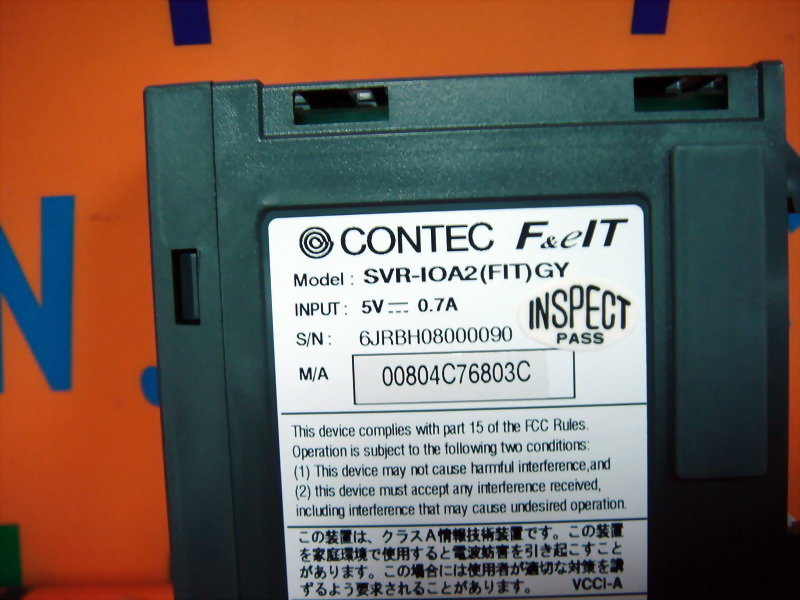 CONTEC F&eIT
Model : SVR-IOA2(FIT)GY
INPUT : 5V⎓ 0.7A
INSPECT
PASS
S/N : 6JRBH08000090
M/A 00804C76803C
This device complies with part 15 of the FCC Rules.
Operation is subject to the following two conditions:
(1) This device may not cause harmful interference,and
(2) this device must accept any interference received,
including interference that may cause undesired operation.
この装置は、クラスA情報技術装置です。この装置
を家庭環境で使用すると電波妨害を引き起こすこと
があります。この場合には使用者が適切な対策を講
ずるよう要求されることがあります。 VCCI-A
N